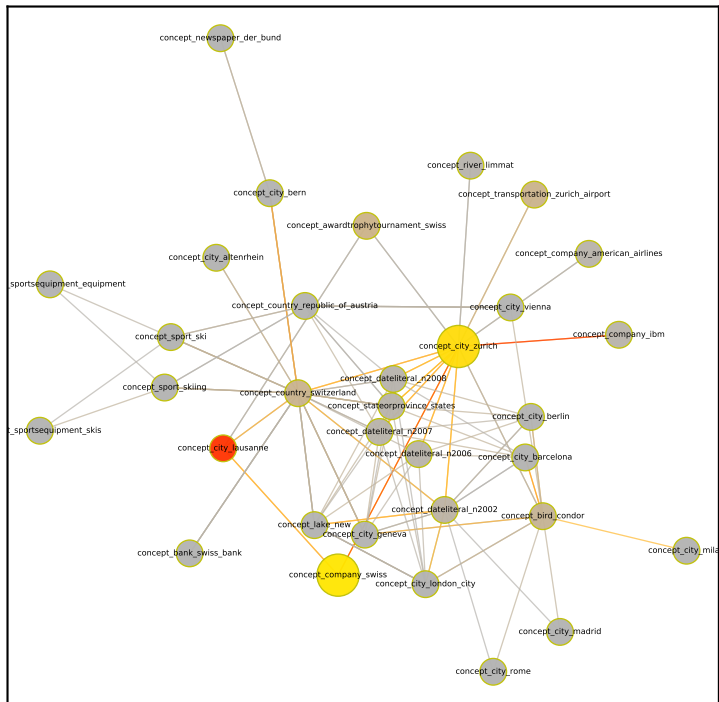 concept_newspaper_der_bund
concept_river_limmat
concept_city_bern
concept_transportation_zurich_airport
concept_awardtrophytournament_swiss
concept_city_altenrhein
concept_company_american_airlines
_sportsequipment_equipment
concept_country_republic_of_austria
concept_city_vienna
concept_sport_ski
concept_company_ibm
concept_city_zurich
concept_dateliteral_n2008
concept_sport_skiing
concept_country_switzerland
concept_stateorprovince_states
concept_city_berlin
t_sportsequipment_skis
concept_dateliteral_n2007
concept_city_lausanne
concept_dateliteral_n2006
concept_city_barcelona
concept_dateliteral_n2002
concept_bird_condor
concept_lake_new
concept_city_geneva
concept_bank_swiss_bank
concept_city_mila
concept_company_swiss
concept_city_london_city
concept_city_madrid
concept_city_rome